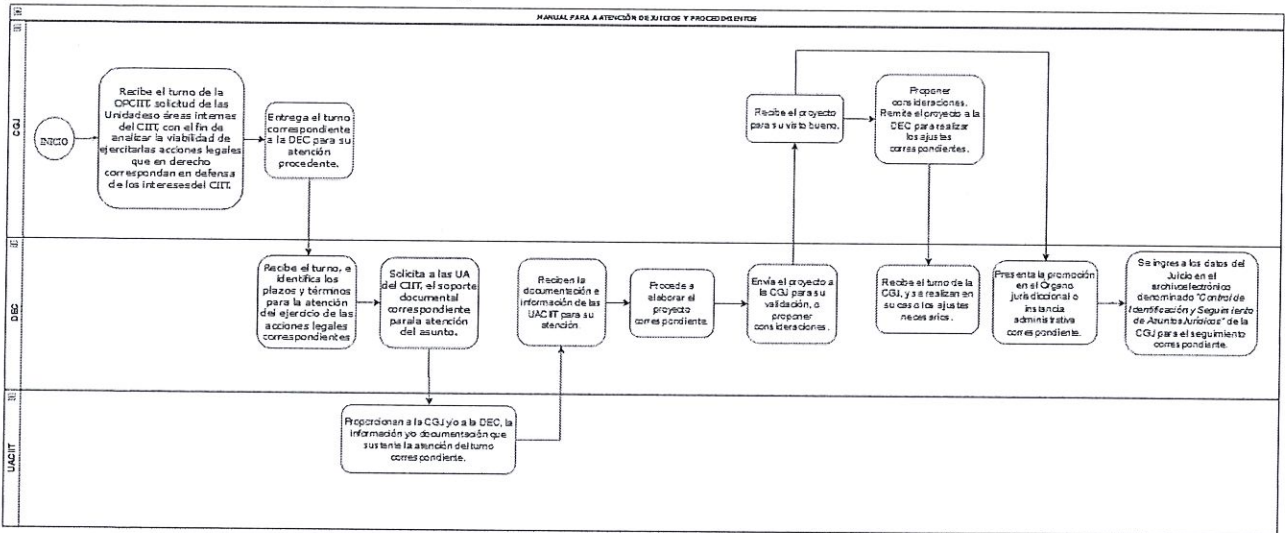 MANUAL PARA A ATENCIÓN DE JUICIOS Y PROCEDIMIENTOS
CGJ
INICIO
Recibe el turno de la
OPCIIT, solicitud de las
Unidadeso áreas internas
del CIIT, con el fin de
analizar la viabilidad de
ejercitarlas acciones legales
que en derecho
correspondan en defensa
de los interesesdel CIIT.
Entrega el turno
correspondiente
a la DEC para su
atención
procedente.
Recibe el proyecto
para su visto bueno.
Proponer
consideraciones.
Remite el proyecto a la
DEC para realizar
los ajustes
correspondientes.
DEC
Recibe el turno, e
identifica los
plazos y términos
para la atención
del ejercicio de las
acciones legales
correspondientes
Solicita a las UA
del CIIT, el soporte
documental
correspondiente
parala atención
del asunto.
Reciben la
documentación e
información de las
UACIIT para su
atención.
Procede a
elaborar el
proyecto
correspondiente.
Envía el proyecto a
la CGJ para su
validación, o
proponer
consideraciones.
Recibe el turno de la
CGJ, y se realizan en
su caso los ajustes
necesarios.
Presenta la promoción
en el Órgano
jurisdiccional o
instancia
administrativa
correspondiente.
Se ingres a los datos del
Juicio en el
archivo electrónico
denominado "Control de
Identificación y Seguimiento
de Asuntos Jurídicos" de la
CGJ para el seguimiento
correspondiente.
UACIIT
Proporcionan a la CGJ y/o a la DEC, la
información y/o documentación que
sustente la atención del turno
correspondiente.